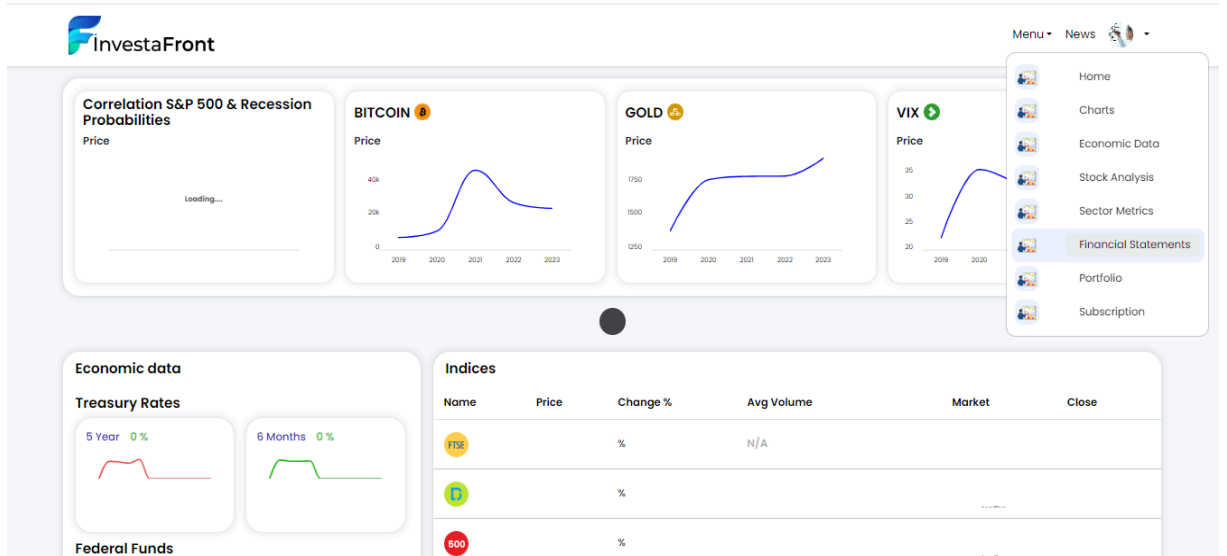 InvestaFront
Menu News
Home
Charts
Economic Data
Stock Analysis
Sector Metrics
Financial Statements
Portfolio
Subscription
Correlation S&P 500 & Recession
Probabilities
Price
Loading....
BITCOIN
Price
40k
20k
0
2019 2020 2021 2022 2023
GOLD
Price
1750
1500
1250
2019 2020 2021 2022 2023
VIX
Price
35
30
25
20
2019 2020
Economic data
Treasury Rates
5 Year 0 %
6 Months 0 %
Federal Funds
Indices
Name Price Change % Avg Volume Market Close
FTSE % N/A
%
500 %